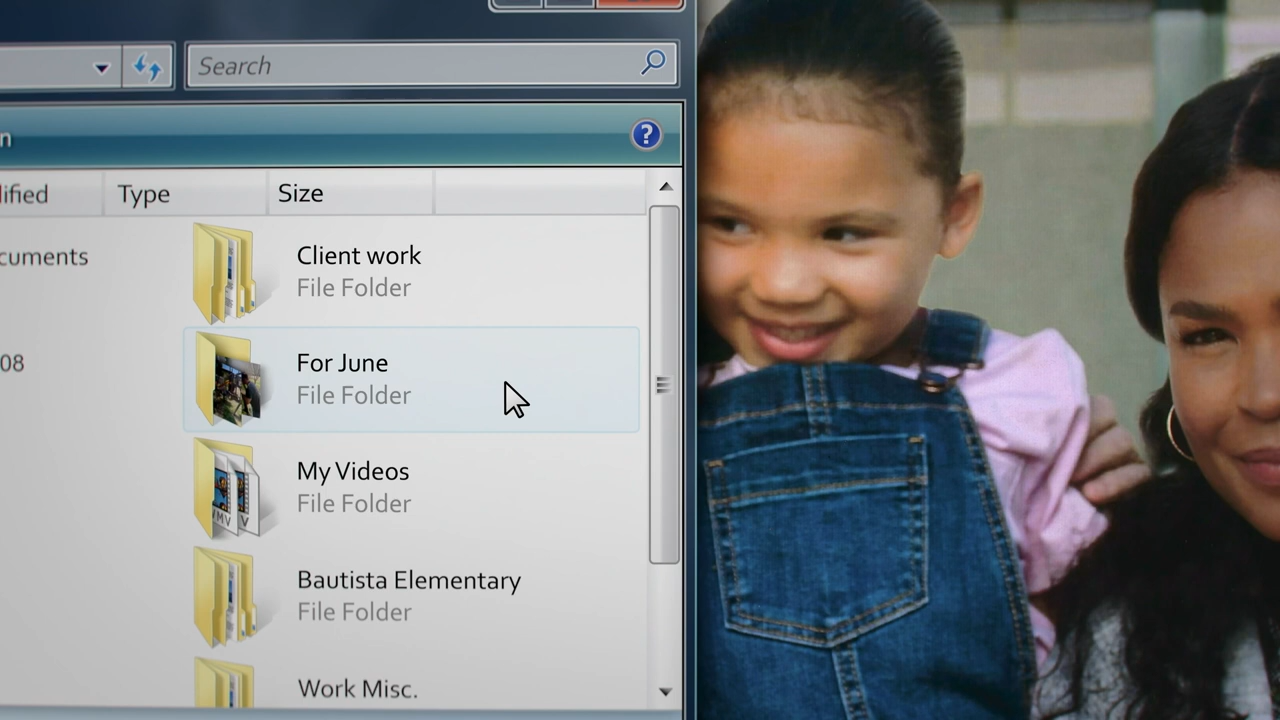 Search
n
?
lified
Type
Size
cuments
Client work
File Folder
08
For June
File Folder
My Videos
File Folder
Bautista Elementary
File Folder
Work Misc.